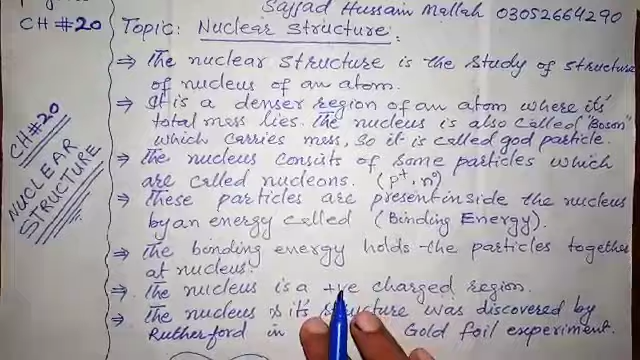 Sajjad Hussain Mallah 03052664290
CH #20 Topic: Nuclear Structure.
⇒ The nuclear structure is the study of structure
of nucleus of an atom.
⇒ It is a denser region of an atom where it's
total mass lies. The nucleus is also called "Boson"
which carries mass, so it is called god particle.
⇒ The nucleus consits of some particles which
are called nucleons. (p⁺, n⁰)
⇒ These particles are present inside the nucleus
by an energy called (Binding Energy).
⇒ The binding energy holds the particles together
at nucleus.
⇒ The nucleus is a +ve charged region.
⇒ The nucleus & it's structure was discovered by
Rutherford in Gold foil experiment.
CH#20
NUCLEAR
STRUCTURE